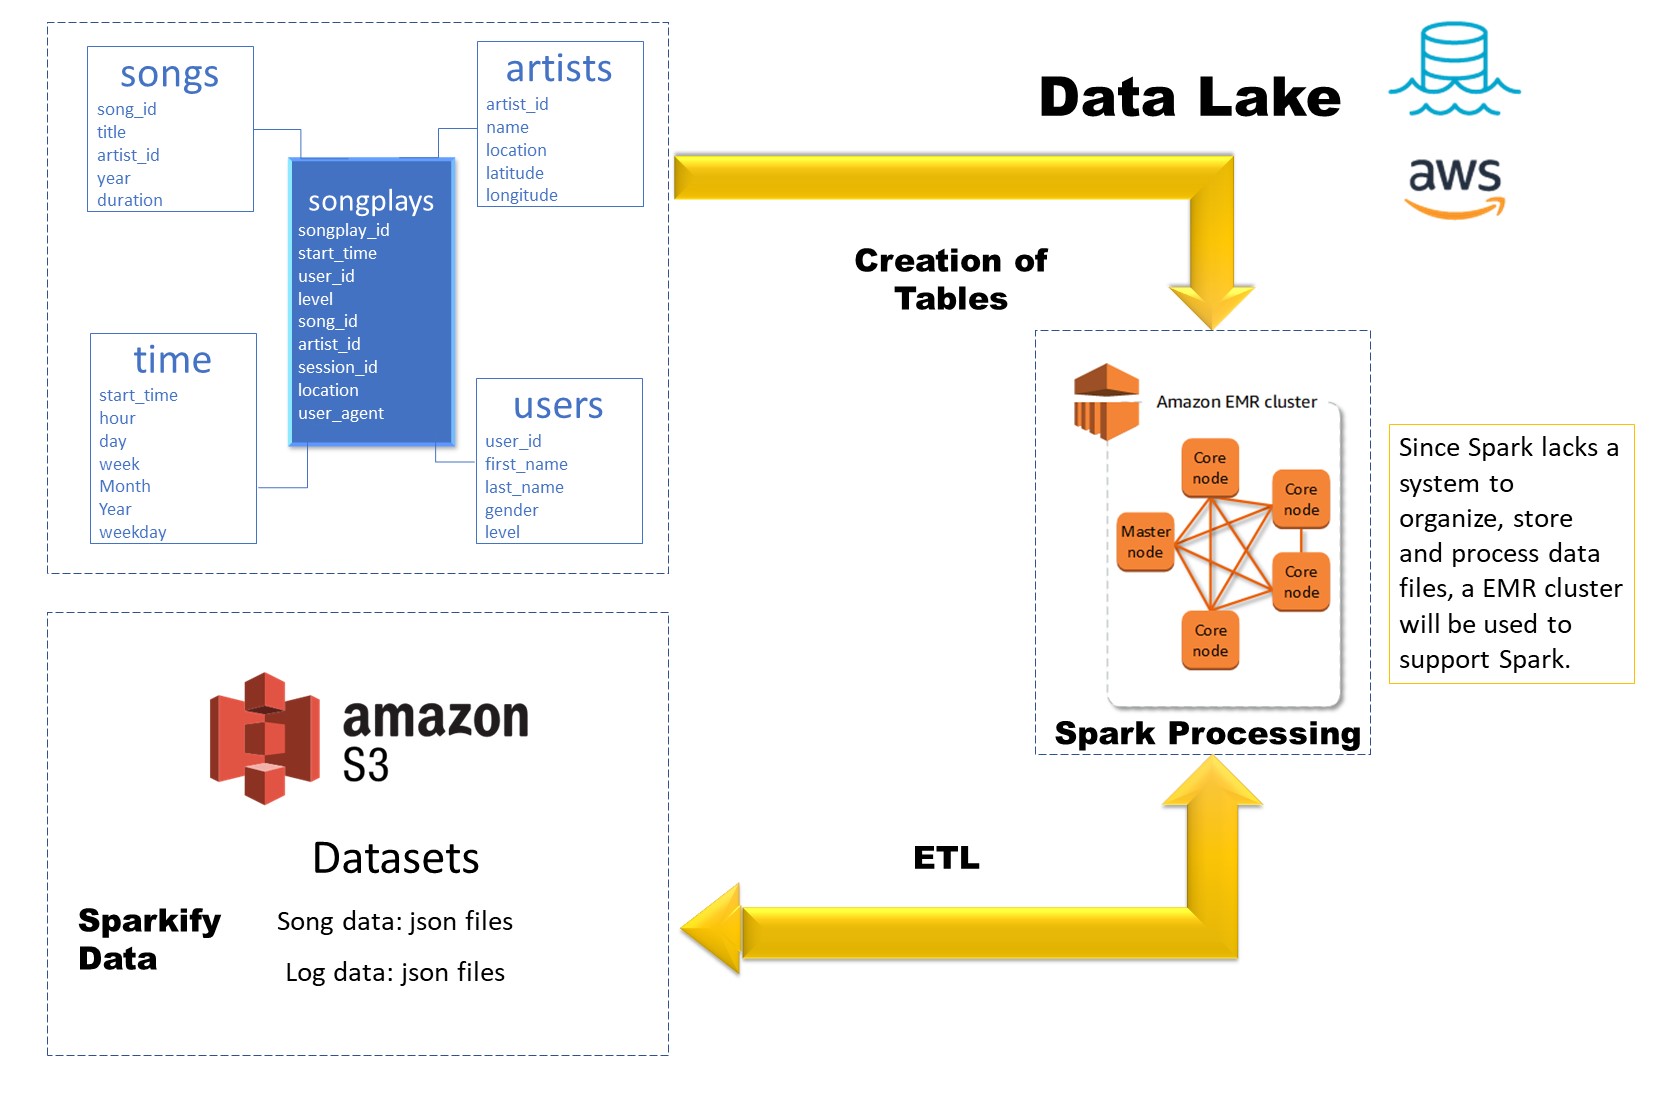 songs
song_id
title
artist_id
year
duration
artists
artist_id
name
location
latitude
longitude
songplays
songplay_id
start_time
user_id
level
song_id
artist_id
session_id
location
user_agent
time
start_time
hour
day
week
Month
Year
weekday
users
user_id
first_name
last_name
gender
level
Data Lake
aws
Creation of
Tables
Amazon EMR cluster
Core
node
Core
node
Master
node
Core
node
Core
node
Spark Processing
Since Spark lacks a
system to
organize, store
and process data
files, a EMR cluster
will be used to
support Spark.
amazon
S3
Datasets
Sparkify
Data
Song data: json files
Log data: json files
ETL